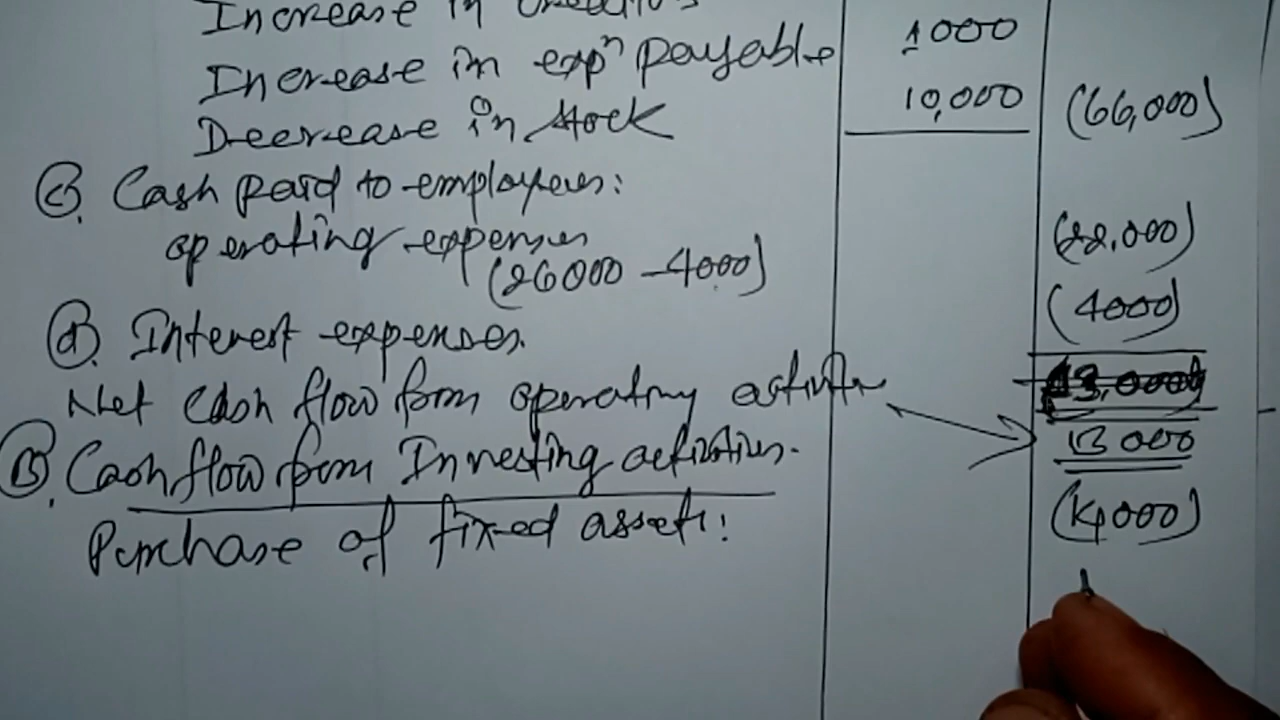 Increase in creditors
Increase in expn payable 1000
Decrease in stock 10,000 (66,000)
c. Cash paid to employees:
operating expenses (22,000)
(26000 - 4000)
d. Interest expenses. (4000)
Net Cash flow from operating activities 13,000
13000
B. Cash flow from Investing activities.
Purchase of fixed assets: 000)